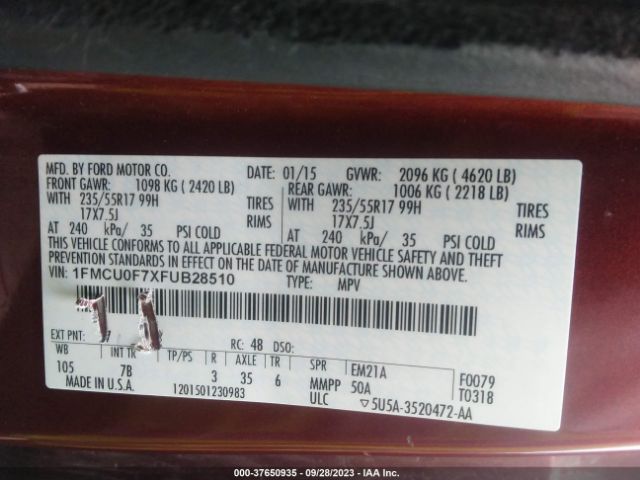 MFD. BY FORD MOTOR CO. DATE: 01/15 GVWR: 2096 KG ( 4620 LB)
FRONT GAWR: 1098 KG ( 2420 LB) REAR GAWR: 1006 KG ( 2218 LB)
WITH 235/55R17 99H TIRES WITH 235/55R17 99H TIRES
17X7.5J RIMS 17X7.5J RIMS
AT 240 kPa/ 35 PSI COLD AT 240 kPa/ 35 PSI COLD
THIS VEHICLE CONFORMS TO ALL APPLICABLE FEDERAL MOTOR VEHICLE SAFETY AND THEFT
PREVENTION STANDARDS IN EFFECT ON THE DATE OF MANUFACTURE SHOWN ABOVE.
VIN: 1FMCU0F7XFUB28510 TYPE: MPV
EXT PNT: RC: 48 DSO:
WB INT TR TP/PS R AXLE TR SPR EM21A F0079
105 7B 3 35 6 MMPP 50A T0318
MADE IN U.S.A. 1201501230983 ULC ▽5U5A-3520472-AA
000-37650935 - 09/28/2023 - IAA Inc.